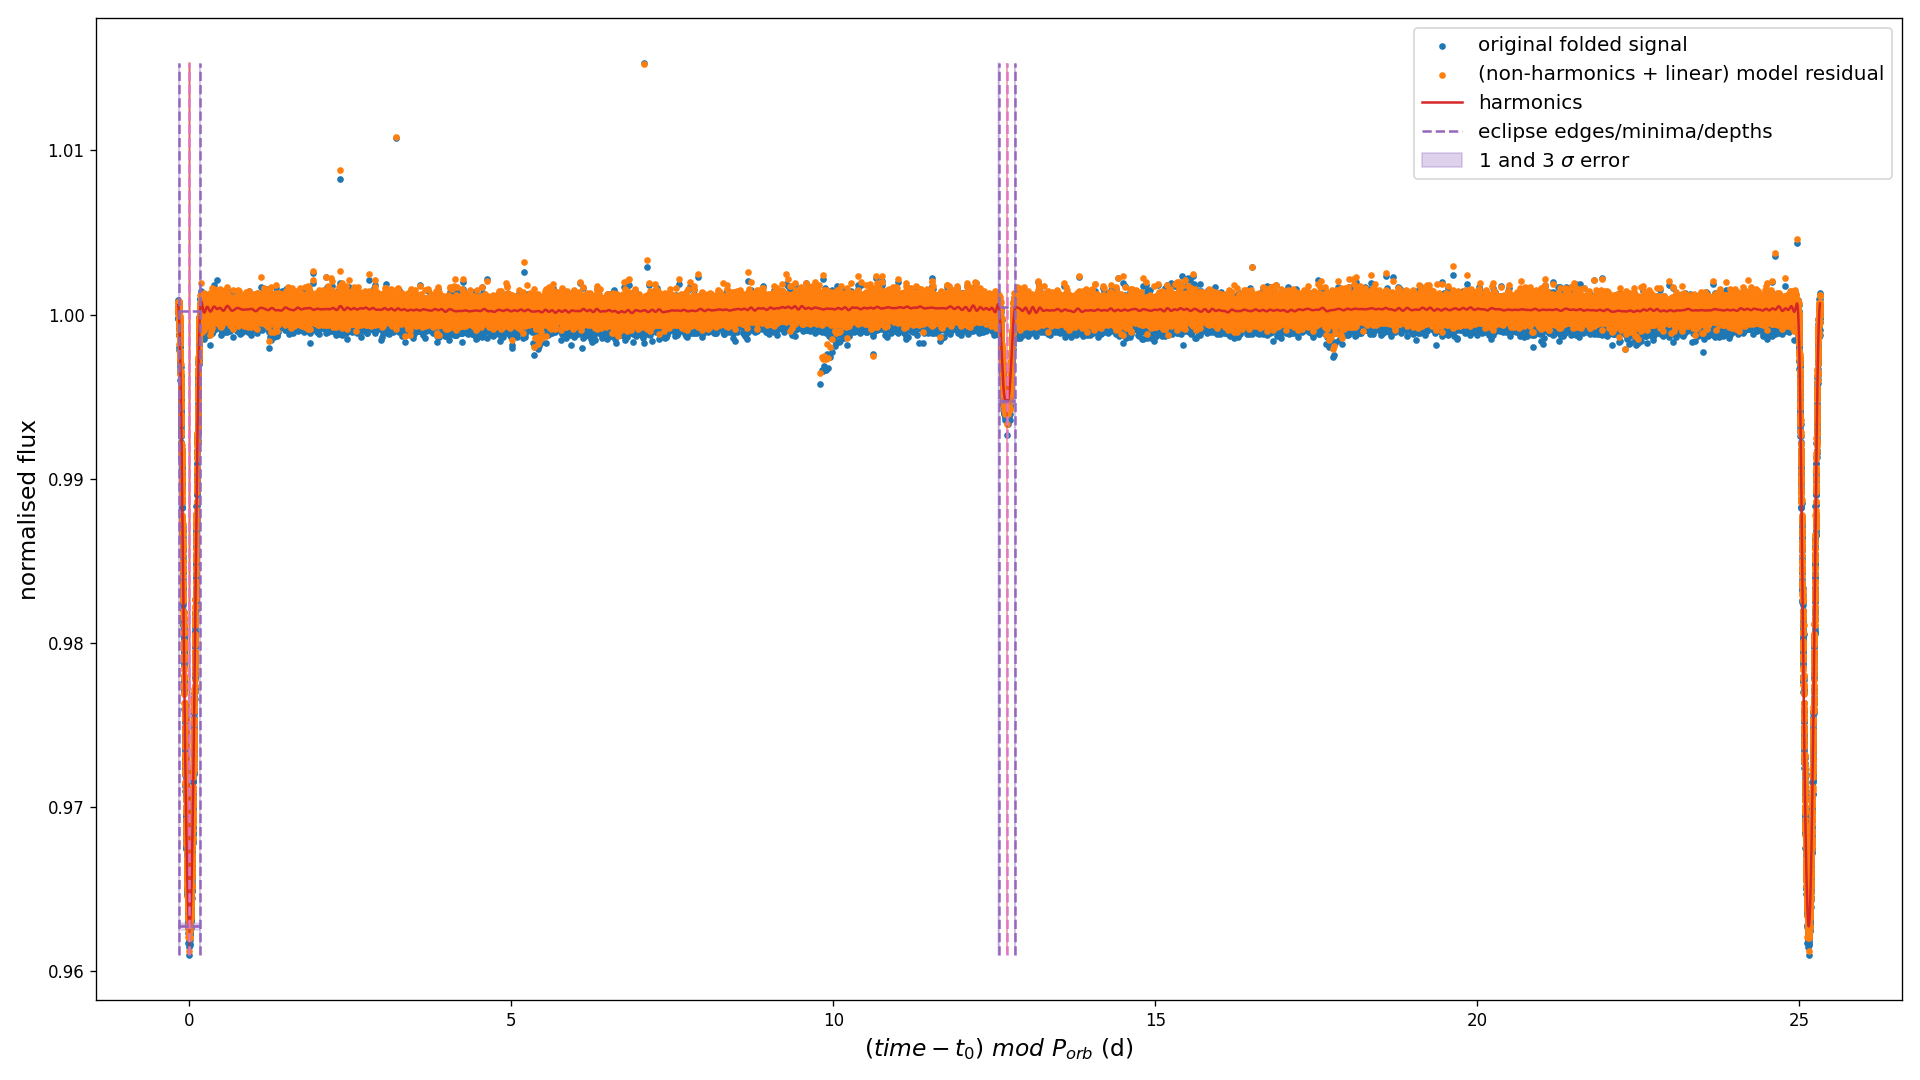 original folded signal
(non-harmonics + linear) model residual
harmonics
eclipse edges/minima/depths
1 and 3 σ error
normalised flux
1.01
1.00
0.99
0.98
0.97
0.96
0
5
10
15
20
25
(time − t₀) mod Pₒᵣb (d)